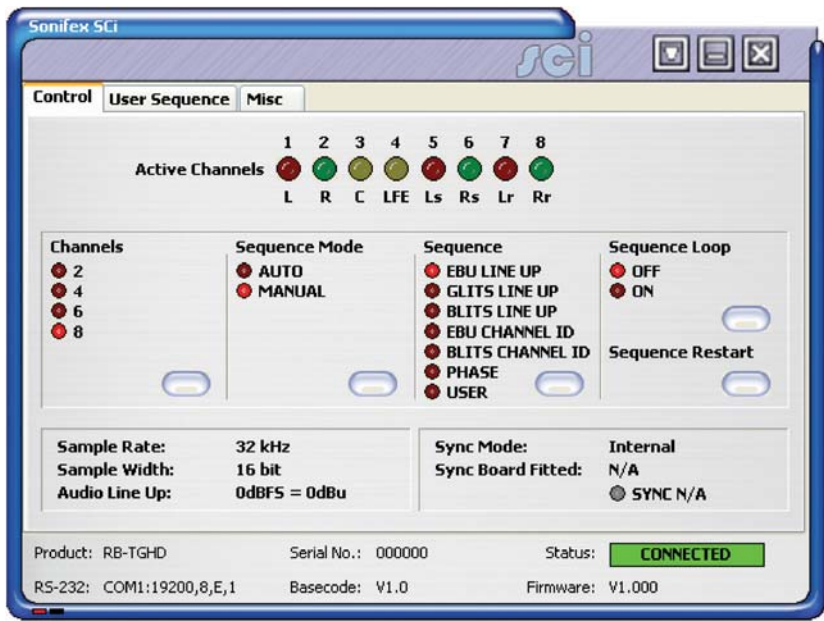 Sonifex SCi
sci
Control User Sequence Misc
1 2 3 4 5 6 7 8
Active Channels
L R C LFE Ls Rs Lr Rr
Channels
2
4
6
8
Sequence Mode
AUTO
MANUAL
Sequence
EBU LINE UP
GLITS LINE UP
BLITS LINE UP
EBU CHANNEL ID
BLITS CHANNEL ID
PHASE
USER
Sequence Loop
OFF
ON
Sequence Restart
Sample Rate: 32 kHz
Sample Width: 16 bit
Audio Line Up: 0dBFS = 0dBu
Sync Mode: Internal
Sync Board Fitted: N/A
SYNC N/A
Product: RB-TGHD Serial No.: 000000 Status: CONNECTED
RS-232: COM1:19200,8,E,1 Basecode: V1.0 Firmware: V1.000